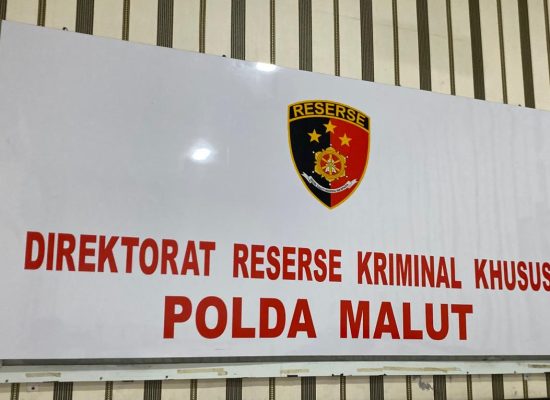 RESERSE
DIREKTORAT RESERSE KRIMINAL KHUSUS
POLDA MALUT